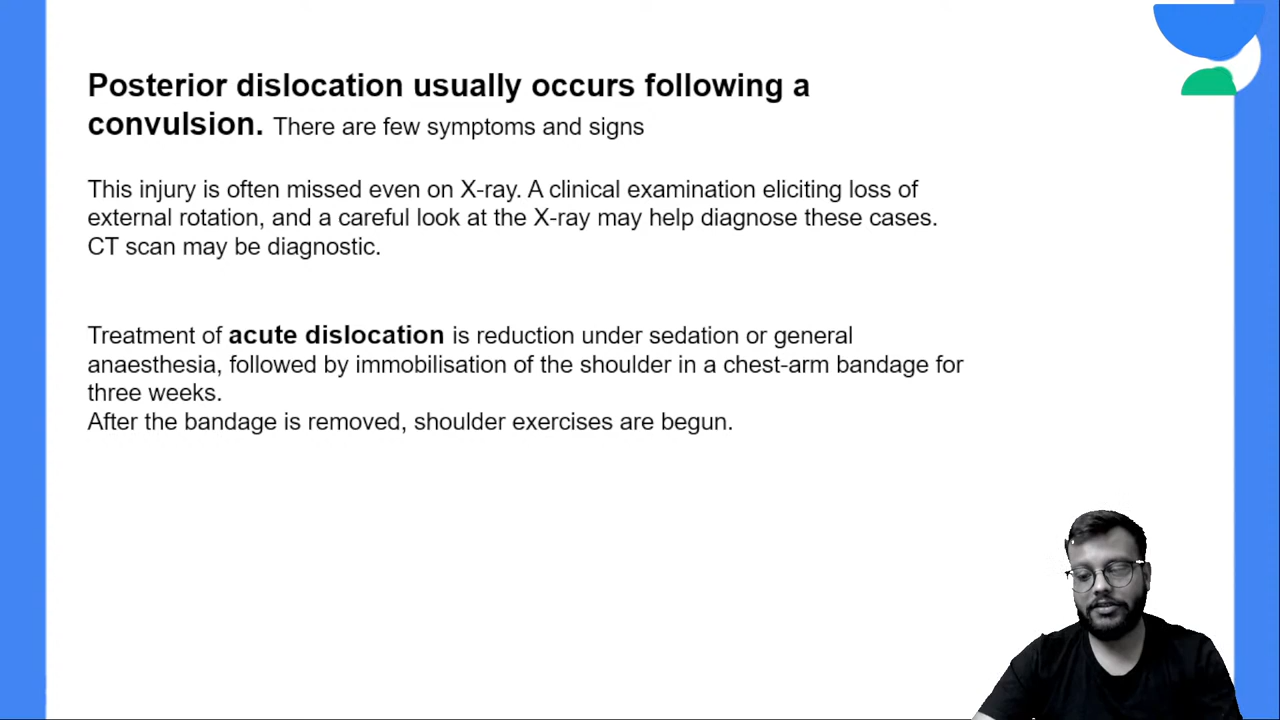 Posterior dislocation usually occurs following a
convulsion. There are few symptoms and signs
This injury is often missed even on X-ray. A clinical examination eliciting loss of
external rotation, and a careful look at the X-ray may help diagnose these cases.
CT scan may be diagnostic.
Treatment of acute dislocation is reduction under sedation or general
anaesthesia, followed by immobilisation of the shoulder in a chest-arm bandage for
three weeks.
After the bandage is removed, shoulder exercises are begun.